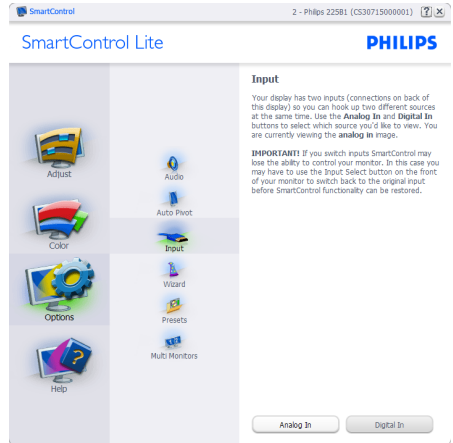 SmartControl
2 - Philips 225B1 (CS30715000001)
?
SmartControl Lite
PHILIPS
Adjust
Color
Options
Help
Audio
Auto Pivot
Input
Wizard
Presets
Multi Monitors
Input
Your display has two inputs (connections on back of
this display) so you can hook up two different sources
at the same time. Use the Analog In and Digital In
buttons to select which source you'd like to view. You
are currently viewing the analog in image.
IMPORTANT! If you switch inputs SmartControl may
lose the ability to control your monitor. In this case you
may have to use the Input Select button on the front
of your monitor to switch back to the original input
before SmartControl functionality can be restored.
Analog In
Digital In